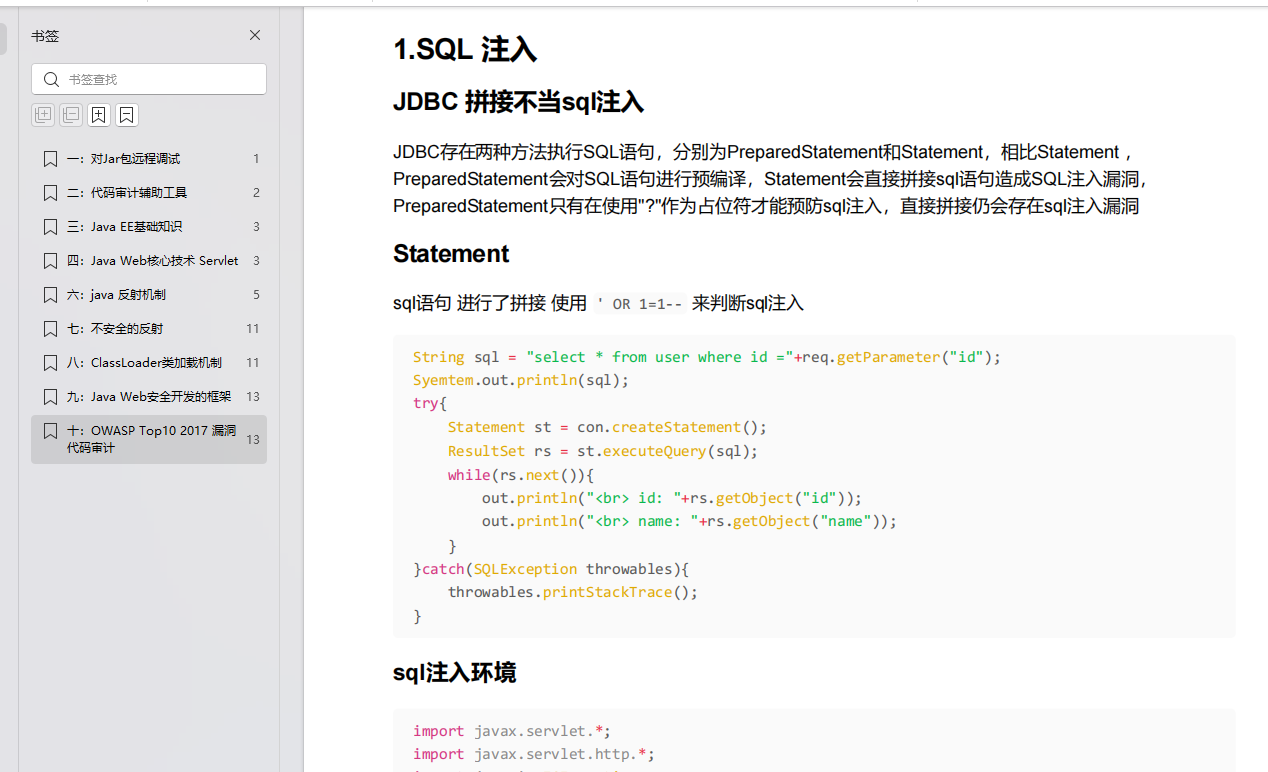 书签
书签查找
一：对Jar包远程调试 1
二：代码审计辅助工具 2
三：Java EE基础知识 3
四：Java Web核心技术 Servlet 3
六：java 反射机制 5
七：不安全的反射 11
八：ClassLoader类加载机制 11
九：Java Web安全开发的框架 13
十：OWASP Top10 2017 漏洞
代码审计 13
1.SQL 注入
JDBC 拼接不当sql注入
JDBC存在两种方法执行SQL语句，分别为PreparedStatement和Statement，相比Statement，
PreparedStatement会对SQL语句进行预编译，Statement会直接拼接sql语句造成SQL注入漏洞，
PreparedStatement只有在使用"?"作为占位符才能预防sql注入，直接拼接仍会存在sql注入漏洞
Statement
sql语句 进行了拼接 使用 ' OR 1=1-- 来判断sql注入
String sql = "select * from user where id ="+req.getParameter("id");
Syemtem.out.println(sql);
try{
    Statement st = con.createStatement();
    ResultSet rs = st.executeQuery(sql);
    while(rs.next()){
        out.println("<br> id: "+rs.getObject("id"));
        out.println("<br> name: "+rs.getObject("name"));
    }
}catch(SQLException throwables){
    throwables.printStackTrace();
}
sql注入环境
import javax.servlet.*;
import javax.servlet.http.*;